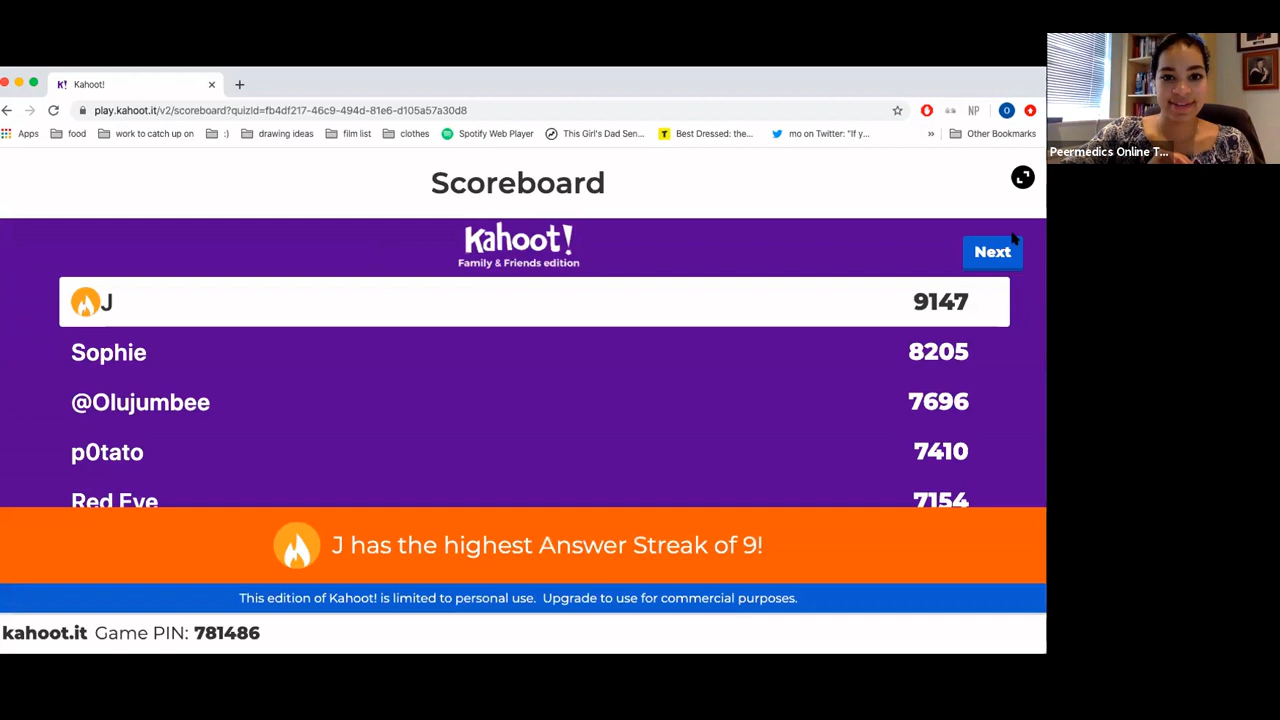 Kahoot!
play.kahoot.it/v2/scoreboard?quizId=fb4df217-46c9-494d-81e6-d105a57a30d8
NP
Apps food work to catch up on :) drawing ideas film list clothes Spotify Web Player This Girl's Dad Sen... Best Dressed: the... mo on Twitter: "If y... » Other Bookmarks
Peermedics Online T...
Scoreboard
Kahoot!
Family & Friends edition
Next
J 9147
Sophie 8205
@Olujumbee 7696
p0tato 7410
Red Eye 7154
J has the highest Answer Streak of 9!
This edition of Kahoot! is limited to personal use. Upgrade to use for commercial purposes.
kahoot.it Game PIN: 781486